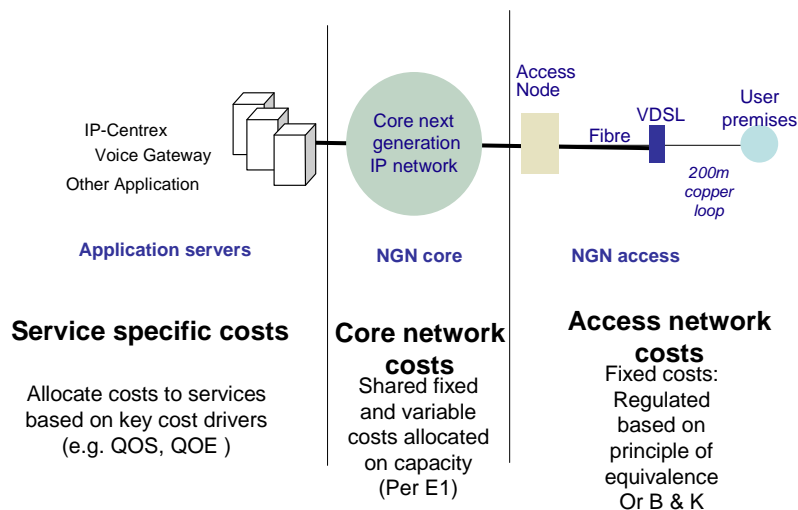 IP-Centrex
Voice Gateway
Other Application
Application servers
Service specific costs
Allocate costs to services
based on key cost drivers
(e.g. QOS, QOE )
Core next
generation
IP network
NGN core
Core network
costs
Shared fixed
and variable
costs allocated
on capacity
(Per E1)
Access
Node
Fibre
VDSL
200m
copper
loop
User
premises
NGN access
Access network
costs
Fixed costs:
Regulated
based on
principle of
equivalence
Or B & K